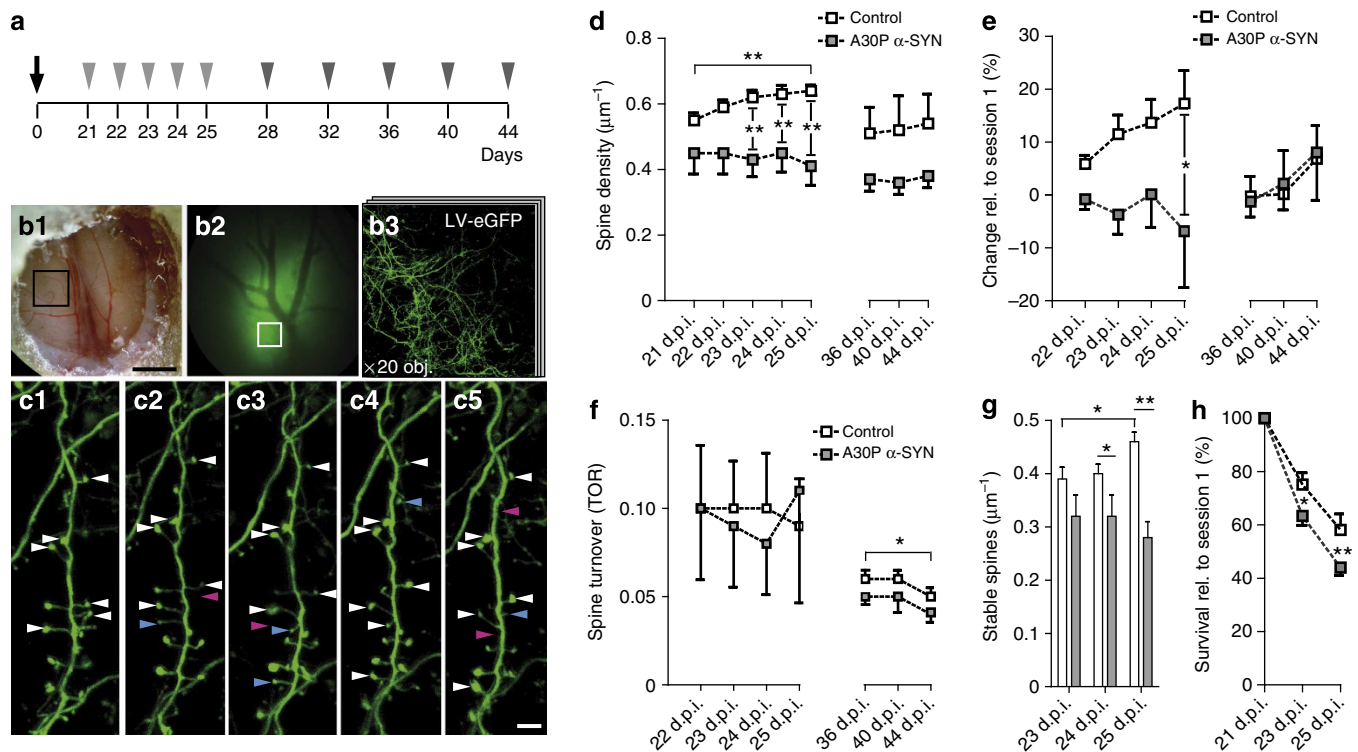 a
0 21 22 23 24 25 28 32 36 40 44
Days
b1
b2
b3
LV-eGFP
×20 obj.
c1
c2
c3
c4
c5
d
Control
A30P α-SYN
Spine density (μm⁻¹)
0.8
0.6
0.4
0.2
0
**
** ** **
21 d.p.i.
22 d.p.i.
23 d.p.i.
24 d.p.i.
25 d.p.i.
36 d.p.i.
40 d.p.i.
44 d.p.i.
e
Control
A30P α-SYN
Change rel. to session 1 (%)
30
20
10
0
−10
−20
*
22 d.p.i.
23 d.p.i.
24 d.p.i.
25 d.p.i.
36 d.p.i.
40 d.p.i.
44 d.p.i.
f
Control
A30P α-SYN
Spine turnover (TOR)
0.15
0.10
0.05
0
*
22 d.p.i.
23 d.p.i.
24 d.p.i.
25 d.p.i.
36 d.p.i.
40 d.p.i.
44 d.p.i.
g
Stable spines (μm⁻¹)
0.5
0.4
0.3
0.2
0.1
0
*
*
**
23 d.p.i.
24 d.p.i.
25 d.p.i.
h
Survival rel. to session 1 (%)
100
80
60
40
20
0
*
**
21 d.p.i.
23 d.p.i.
25 d.p.i.